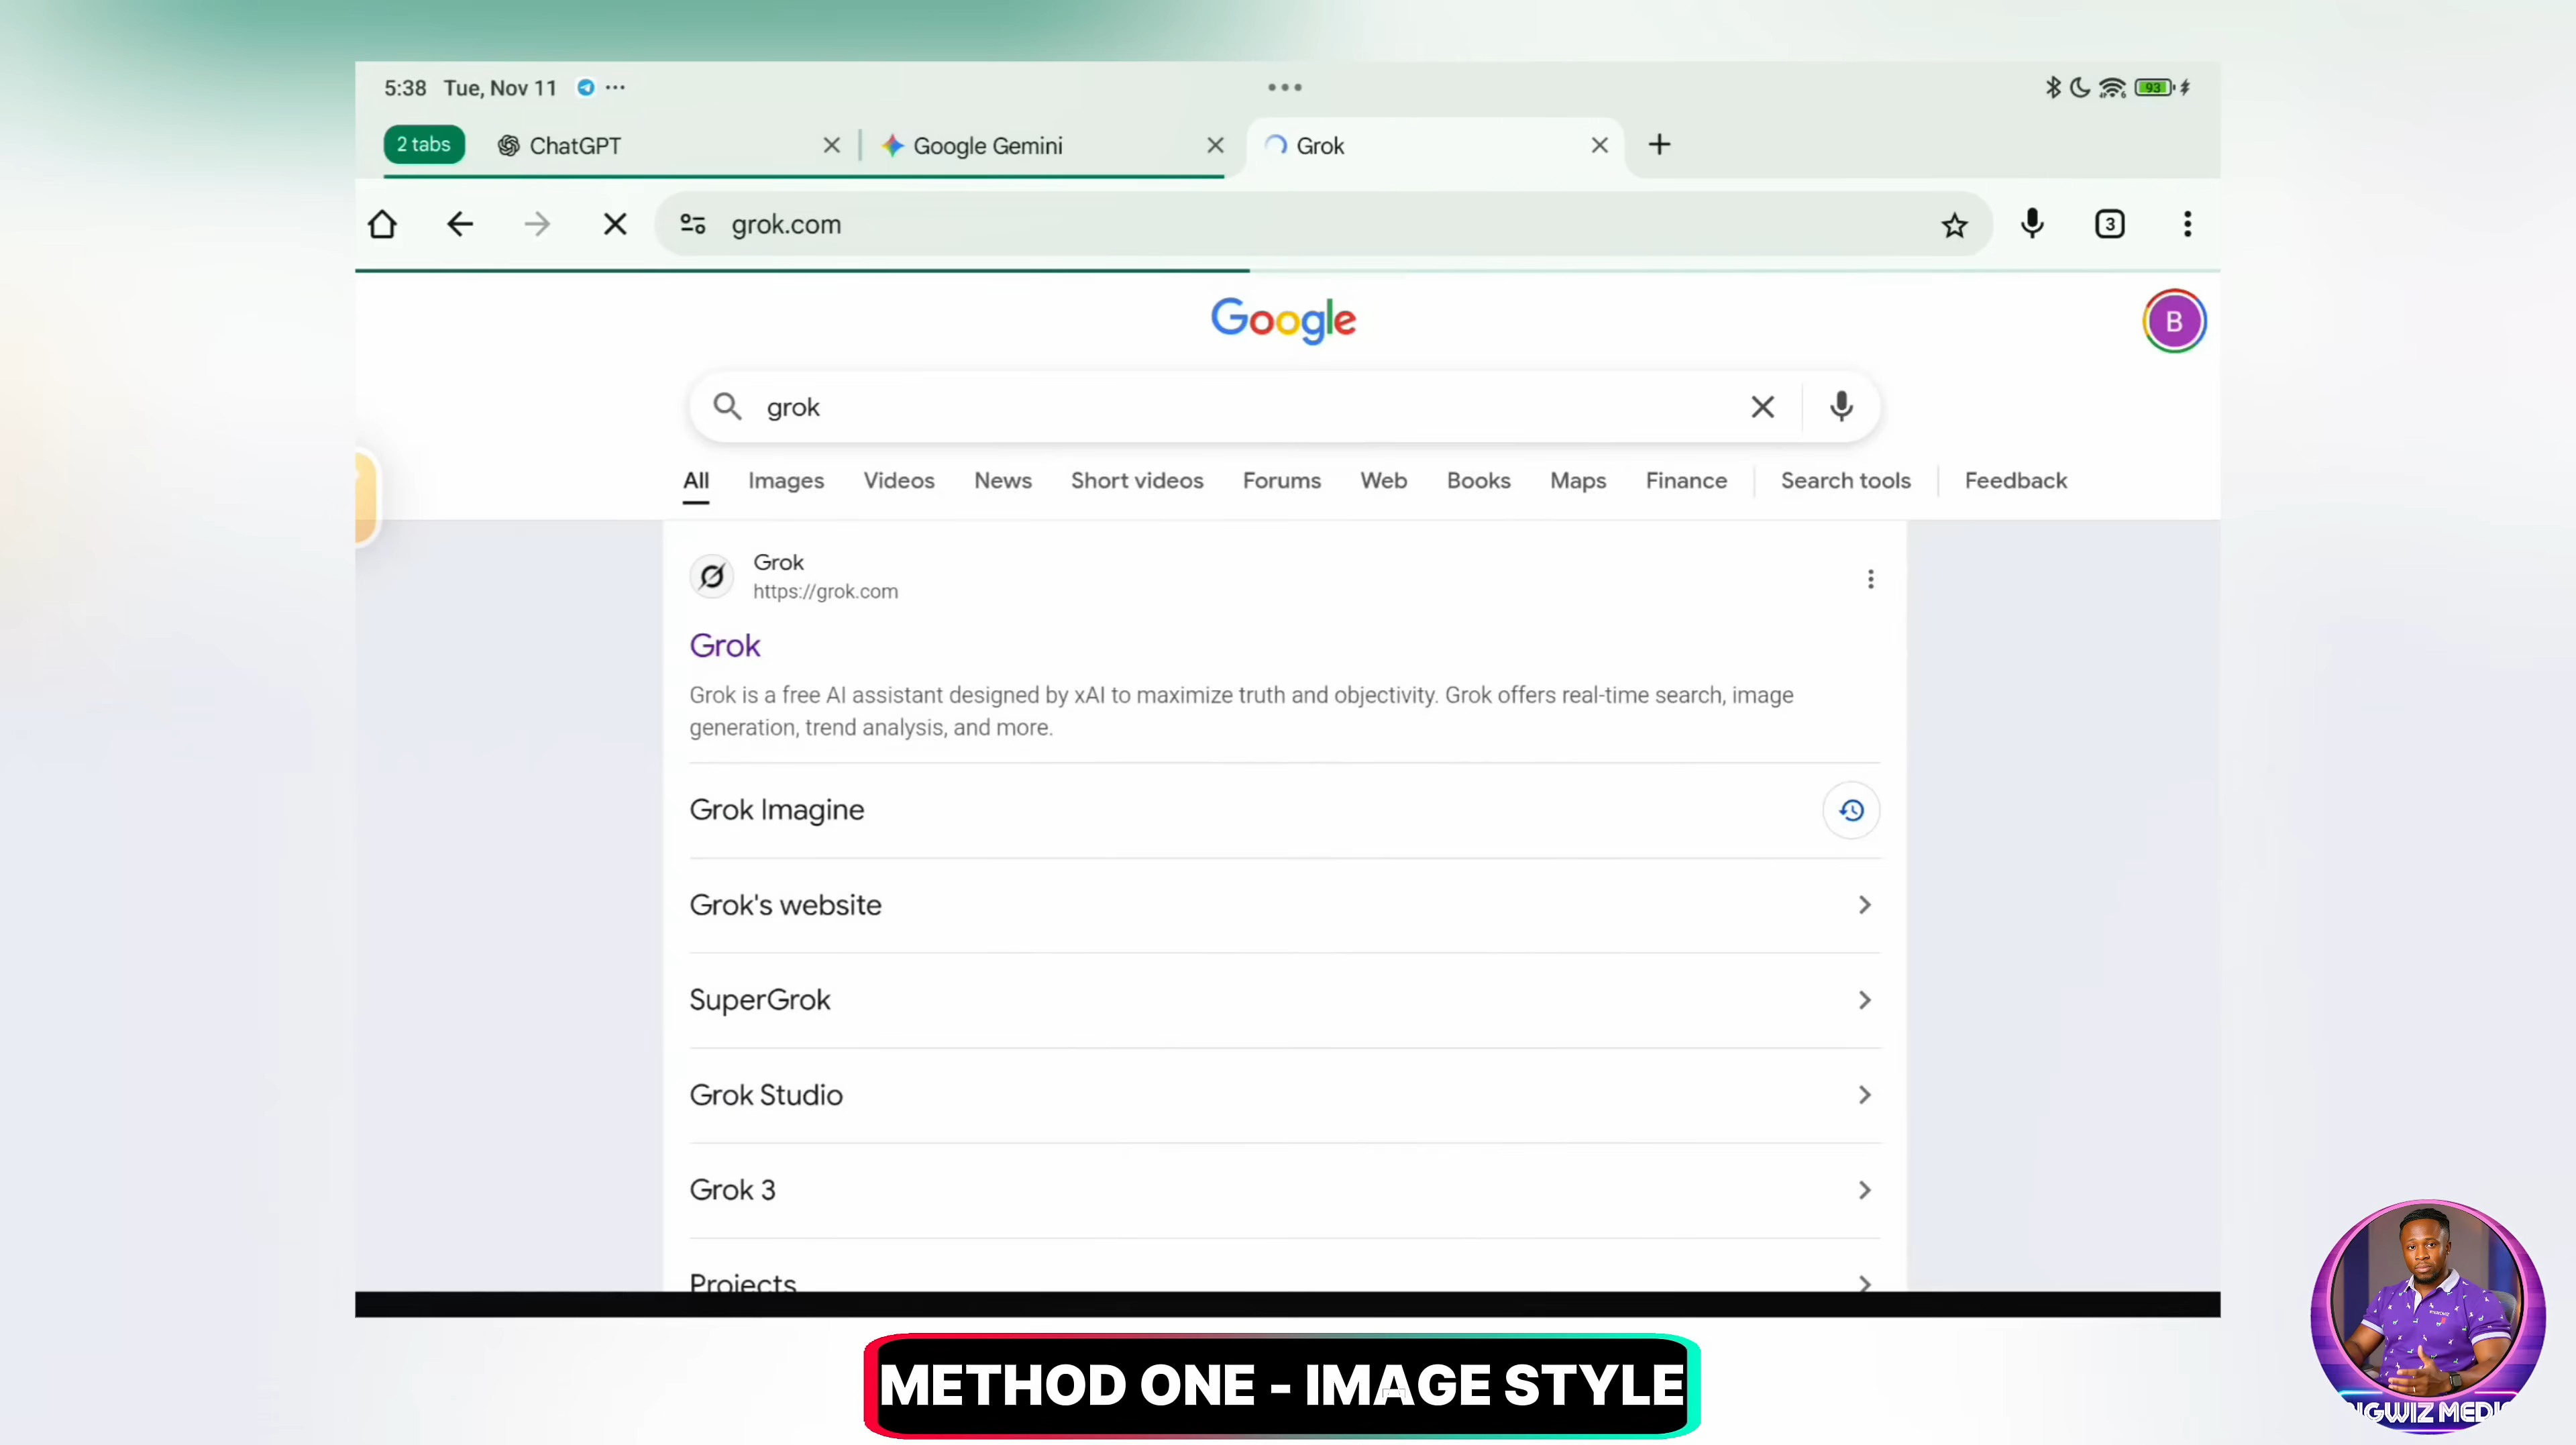 5:38 Tue, Nov 11 ...
93
2 tabs ChatGPT Google Gemini Grok
grok.com 3
Google
B
grok
All Images Videos News Short videos Forums Web Books Maps Finance Search tools Feedback
Grok
https://grok.com
Grok
Grok is a free AI assistant designed by xAI to maximize truth and objectivity. Grok offers real-time search, image
generation, trend analysis, and more.
Grok Imagine
Grok's website
SuperGrok
Grok Studio
Grok 3
Projects
METHOD ONE - IMAGE STYLE